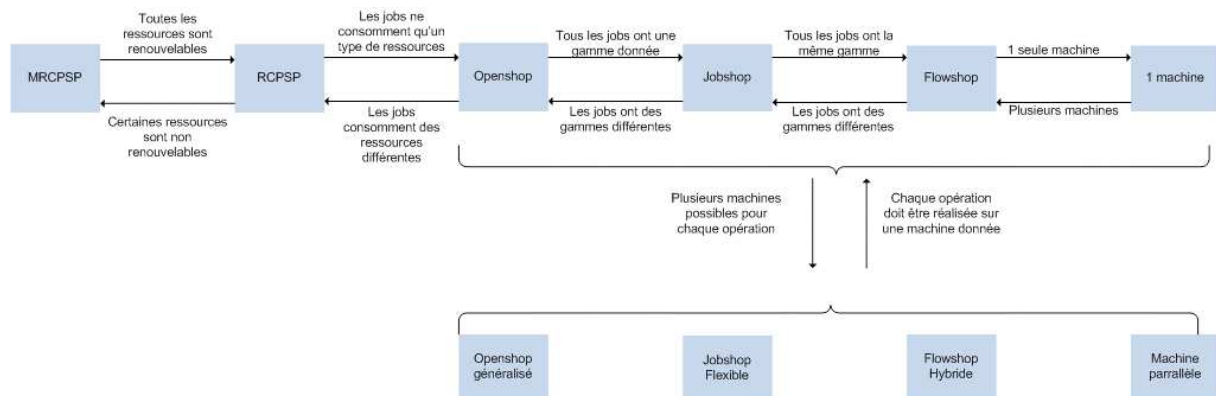 Toutes les
ressources sont
renouvelables
Les jobs ne
consomment qu'un
type de ressources
Tous les jobs ont une
gamme donnée
Tous les jobs ont la
même gamme
1 seule machine
MRCPSP
RCPSP
Openshop
Jobshop
Flowshop
1 machine
Certaines ressources
sont non
renouvelables
Les jobs
consomment des
ressources
différentes
Les jobs ont des
gammes différentes
Les jobs ont des
gammes différentes
Plusieurs machines
Plusieurs machines
possibles pour
chaque opération
Chaque opération
doit être réalisée sur
une machine donnée
Openshop
généralisé
Jobshop
Flexible
Flowshop
Hybride
Machine
parrallèle